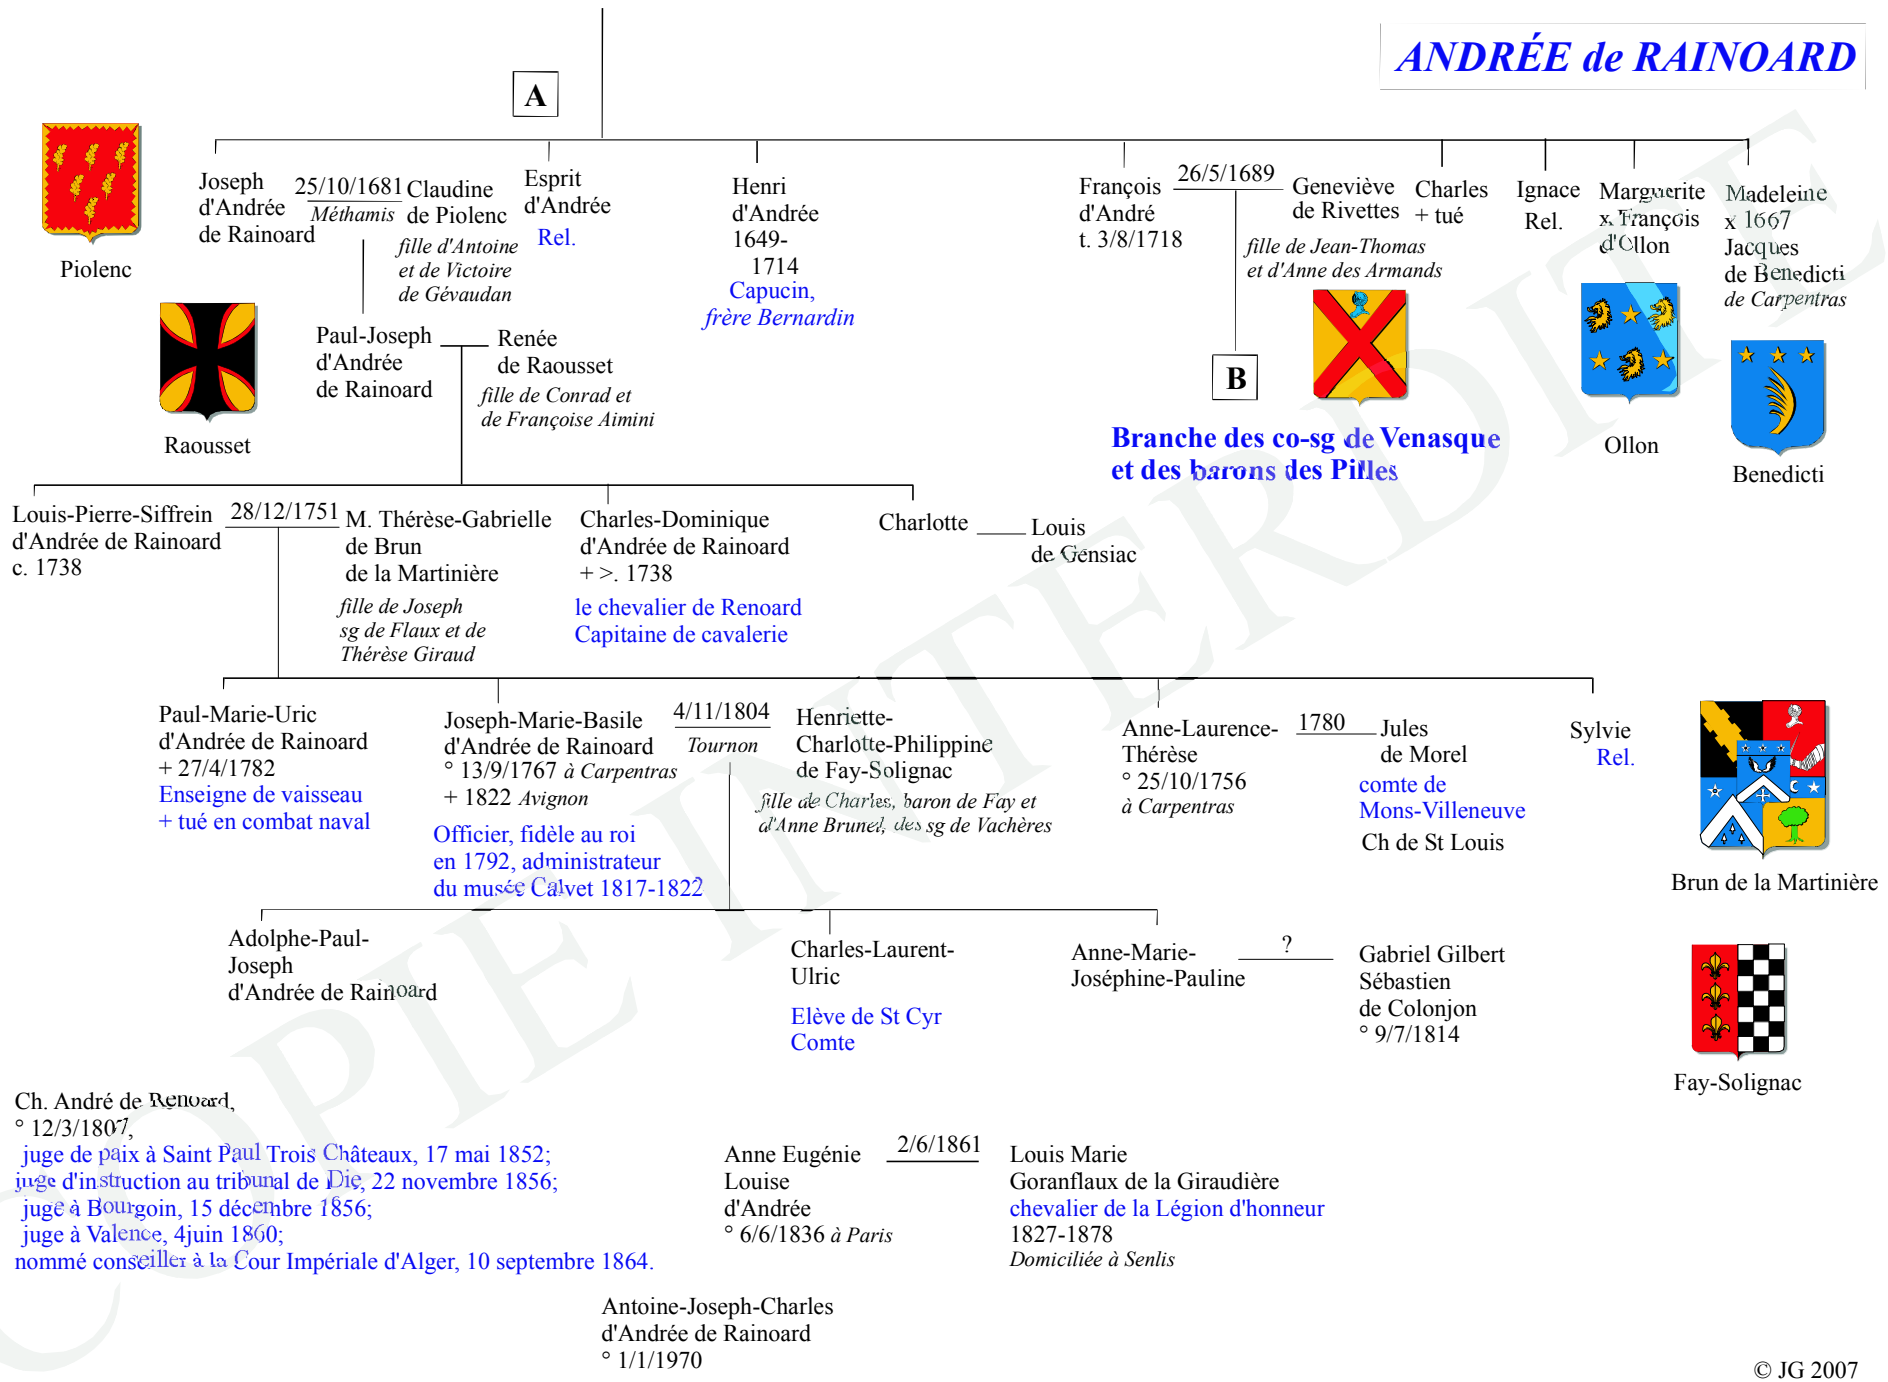 ANDRÉE de RAINOARD
A
Piolenc
Joseph
d'Andrée
de Rainoard
25/10/1681
Méthamis
Claudine
de Piolenc
fille d'Antoine
et de Victoire
de Gévaudan
Esprit
d'Andrée
Rel.
Henri
d'Andrée
1649-
1714
Capucin,
frère Bernardin
François
d'André
t. 3/8/1718
26/5/1689
Geneviève
de Rivettes
fille de Jean-Thomas
et d'Anne des Armands
Charles
+ tué
Ignace
Rel.
Marguerite
x François
d'Ollon
Madeleine
x 1667
Jacques
de Benedicti
de Carpentras
Raousset
Paul-Joseph
d'Andrée
de Rainoard
Renée
de Raousset
fille de Conrad et
de Françoise Aimini
B
Branche des co-sg de Venasque
et des barons des Pilles
Ollon
Benedicti
Louis-Pierre-Siffrein
d'Andrée de Rainoard
c. 1738
28/12/1751
M. Thérèse-Gabrielle
de Brun
de la Martinière
fille de Joseph
sg de Flaux et de
Thérèse Giraud
Charles-Dominique
d'Andrée de Rainoard
+ >. 1738
le chevalier de Renoard
Capitaine de cavalerie
Charlotte
Louis
de Gensiac
Paul-Marie-Uric
d'Andrée de Rainoard
+ 27/4/1782
Enseigne de vaisseau
+ tué en combat naval
Joseph-Marie-Basile
d'Andrée de Rainoard
° 13/9/1767 à Carpentras
+ 1822 Avignon
Officier, fidèle au roi
en 1792, administrateur
du musée Calvet 1817-1822
4/11/1804
Tournon
Henriette-
Charlotte-Philippine
de Fay-Solignac
fille de Charles, baron de Fay et
d'Anne Brunel, des sg de Vachères
Anne-Laurence-
Thérèse
° 25/10/1756
à Carpentras
1780
Jules
de Morel
comte de
Mons-Villeneuve
Ch de St Louis
Sylvie
Rel.
Brun de la Martinière
Adolphe-Paul-
Joseph
d'Andrée de Rainoard
Charles-Laurent-
Ulric
Elève de St Cyr
Comte
Anne-Marie-
Joséphine-Pauline
?
Gabriel Gilbert
Sébastien
de Colonjon
° 9/7/1814
Fay-Solignac
Ch. André de Renoard,
° 12/3/1807,
juge de paix à Saint Paul Trois Châteaux, 17 mai 1852;
juge d'instruction au tribunal de Die, 22 novembre 1856;
juge à Bourgoin, 15 décembre 1856;
juge à Valence, 4juin 1860;
nommé conseiller à la Cour Impériale d'Alger, 10 septembre 1864.
Anne Eugénie
Louise
d'Andrée
° 6/6/1836 à Paris
2/6/1861
Louis Marie
Goranflaux de la Giraudière
chevalier de la Légion d'honneur
1827-1878
Domiciliée à Senlis
Antoine-Joseph-Charles
d'Andrée de Rainoard
° 1/1/1970
© JG 2007
COPIE INTERDITE